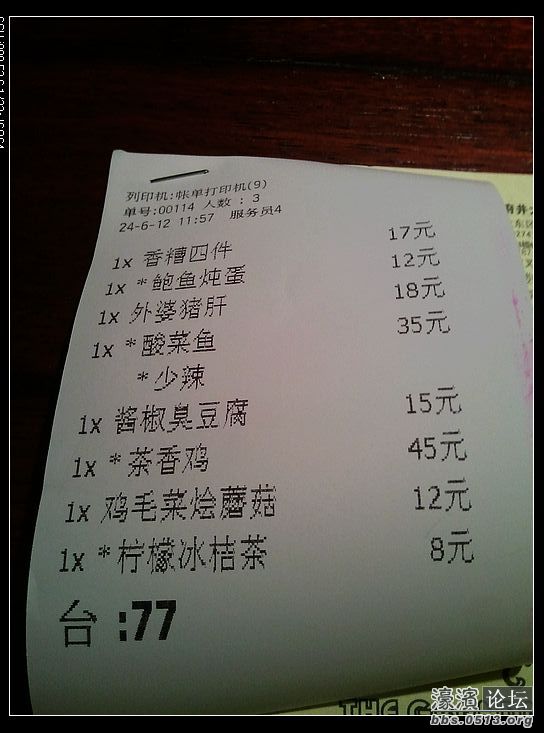 列印机:帐单打印机(9)
单号:00114 人数 : 3
24-6-12 11:57 服务员4
1x 香糟四件 17元
1x *鲍鱼炖蛋 12元
1x 外婆猪肝 18元
1x *酸菜鱼 35元
*少辣
1x 酱椒臭豆腐 15元
1x *茶香鸡 45元
1x 鸡毛菜烩蘑菇 12元
1x *柠檬冰桔茶 8元
台 :77
THE
濠滨论坛
bbs.0513.org